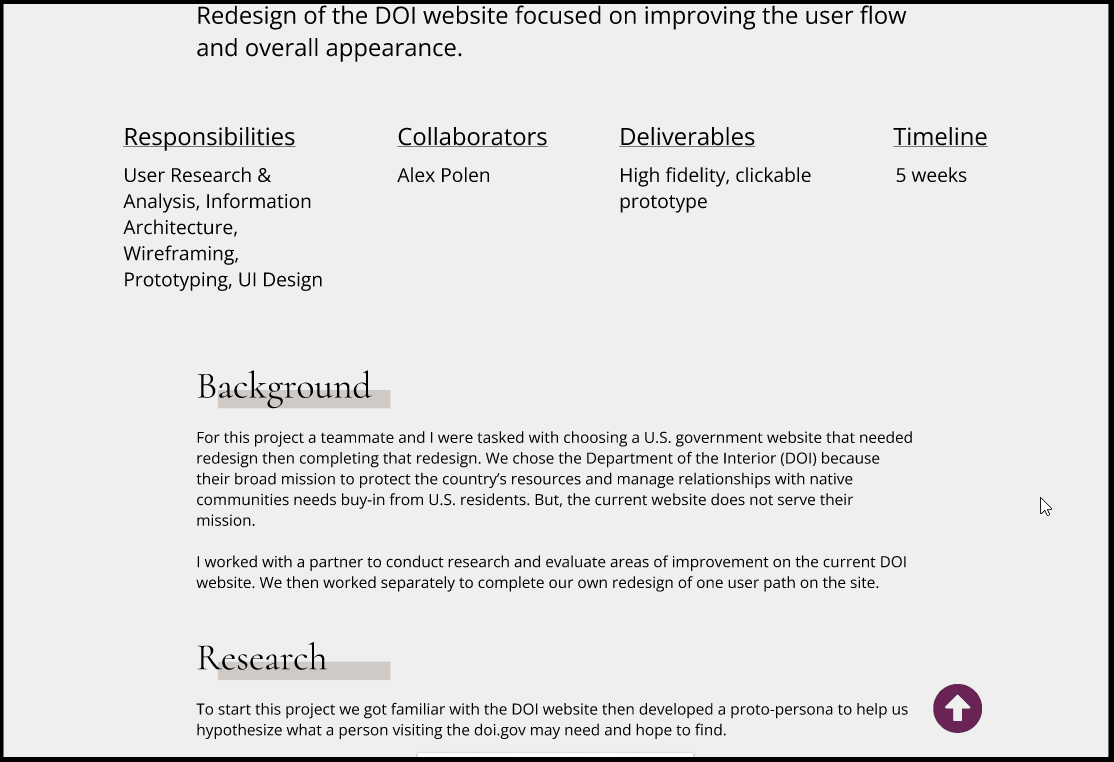 Redesign of the DOI website focused on improving the user flow
and overall appearance.
Responsibilities
User Research &
Analysis, Information
Architecture,
Wireframing,
Prototyping, UI Design
Collaborators
Alex Polen
Deliverables
High fidelity, clickable
prototype
Timeline
5 weeks
Background
For this project a teammate and I were tasked with choosing a U.S. government website that needed
redesign then completing that redesign. We chose the Department of the Interior (DOI) because
their broad mission to protect the country’s resources and manage relationships with native
communities needs buy-in from U.S. residents. But, the current website does not serve their
mission.
I worked with a partner to conduct research and evaluate areas of improvement on the current DOI
website. We then worked separately to complete our own redesign of one user path on the site.
Research
To start this project we got familiar with the DOI website then developed a proto-persona to help us
hypothesize what a person visiting the doi.gov may need and hope to find.